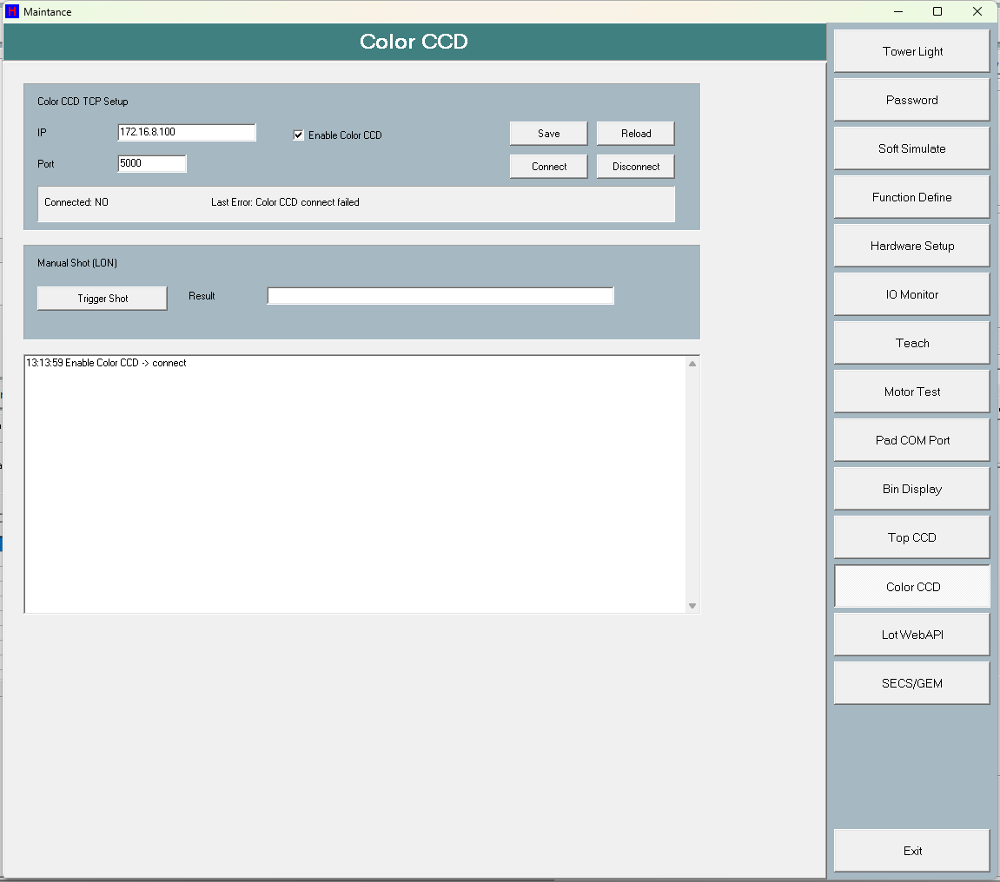 H Maintance
Color CCD
Color CCD TCP Setup
IP 172.16.8.100 Enable Color CCD Save Reload
Port 5000 Connect Disconnect
Connected: NO Last Error: Color CCD connect failed
Manual Shot (LON)
Trigger Shot Result
13:13:59 Enable Color CCD -> connect
Tower Light
Password
Soft Simulate
Function Define
Hardware Setup
IO Monitor
Teach
Motor Test
Pad COM Port
Bin Display
Top CCD
Color CCD
Lot WebAPI
SECS/GEM
Exit